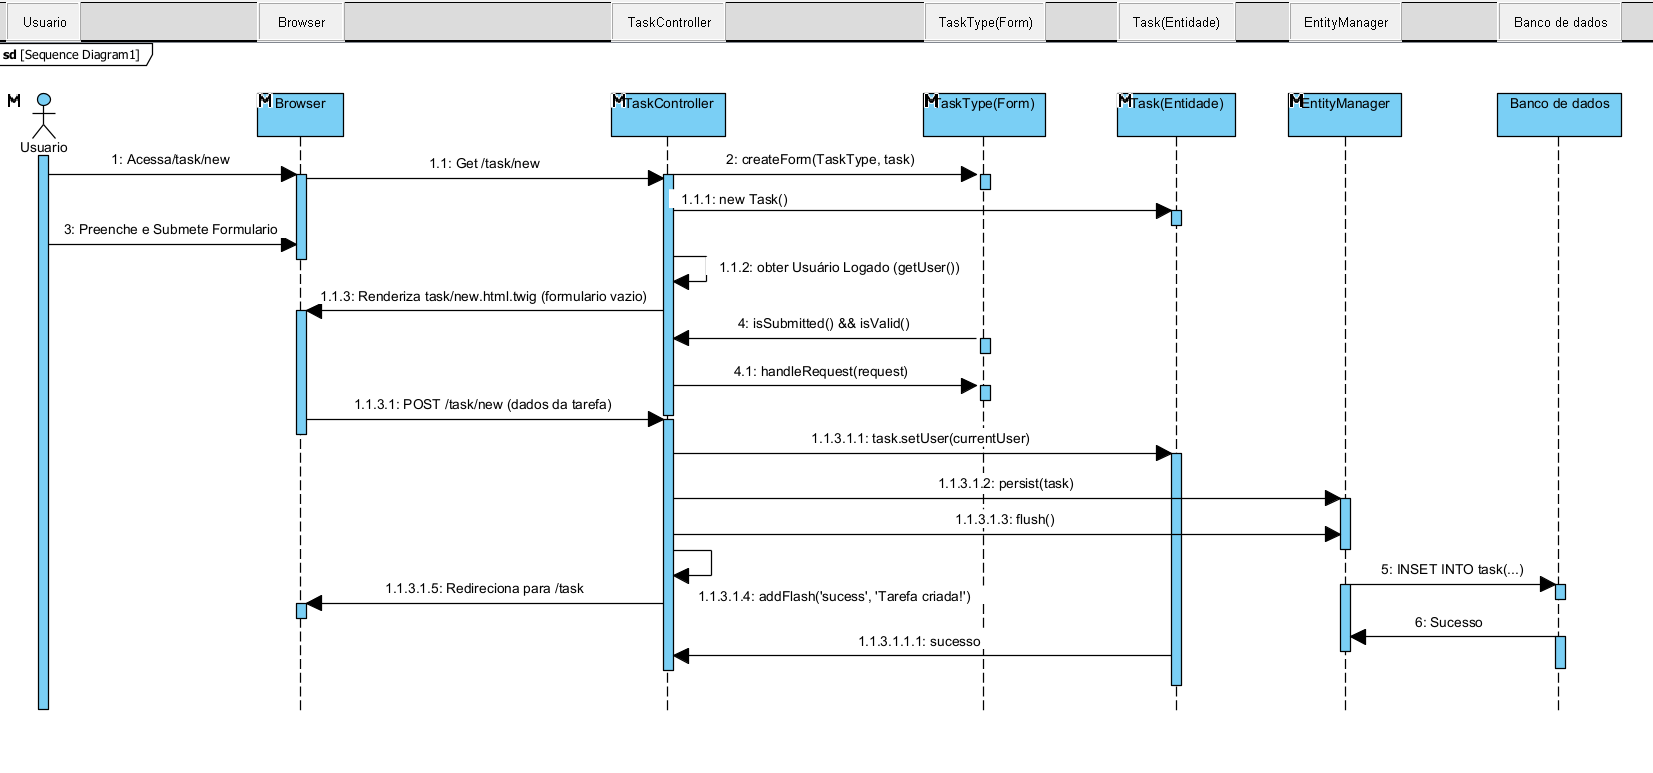 Usuario
Browser
TaskController
TaskType(Form)
Task(Entidade)
EntityManager
Banco de dados
sd [Sequence Diagram1]
Browser
TaskController
TaskType(Form)
Task(Entidade)
EntityManager
Banco de dados
Usuario
1: Acessa/task/new
1.1: Get /task/new
2: createForm(TaskType, task)
1.1.1: new Task()
3: Preenche e Submete Formulario
1.1.2: obter Usuário Logado (getUser())
1.1.3: Renderiza task/new.html.twig (formulario vazio)
4: isSubmitted() && isValid()
4.1: handleRequest(request)
1.1.3.1: POST /task/new (dados da tarefa)
1.1.3.1.1: task.setUser(currentUser)
1.1.3.1.2: persist(task)
1.1.3.1.3: flush()
5: INSET INTO task(...)
1.1.3.1.5: Redireciona para /task
1.1.3.1.4: addFlash('sucess', 'Tarefa criada!')
6: Sucesso
1.1.3.1.1.1: sucesso